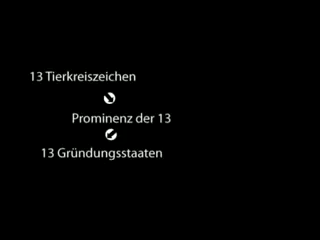 13 Tierkreiszeichen
Prominenz der 13
13 Gründungsstaaten